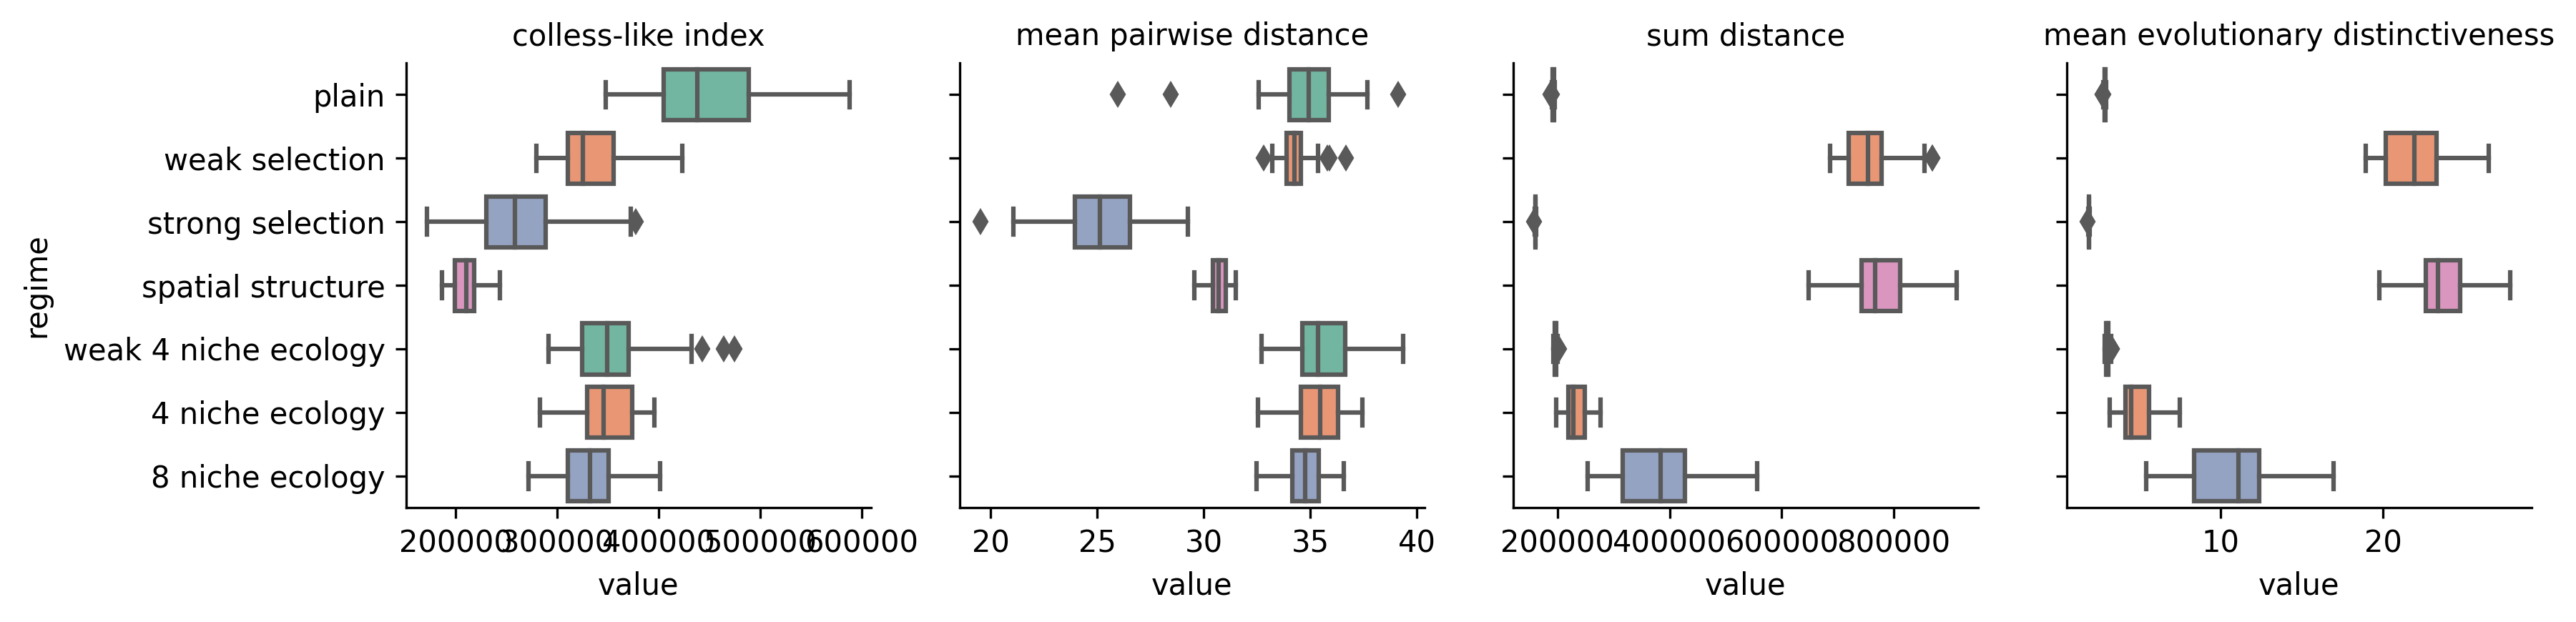 colless-like index
mean pairwise distance
sum distance
mean evolutionary distinctiveness
regime
plain
weak selection
strong selection
spatial structure
weak 4 niche ecology
4 niche ecology
8 niche ecology
200000 300000 400000 500000 600000
20 25 30 35 40
200000 400000 600000 800000
10 20
value
value
value
value